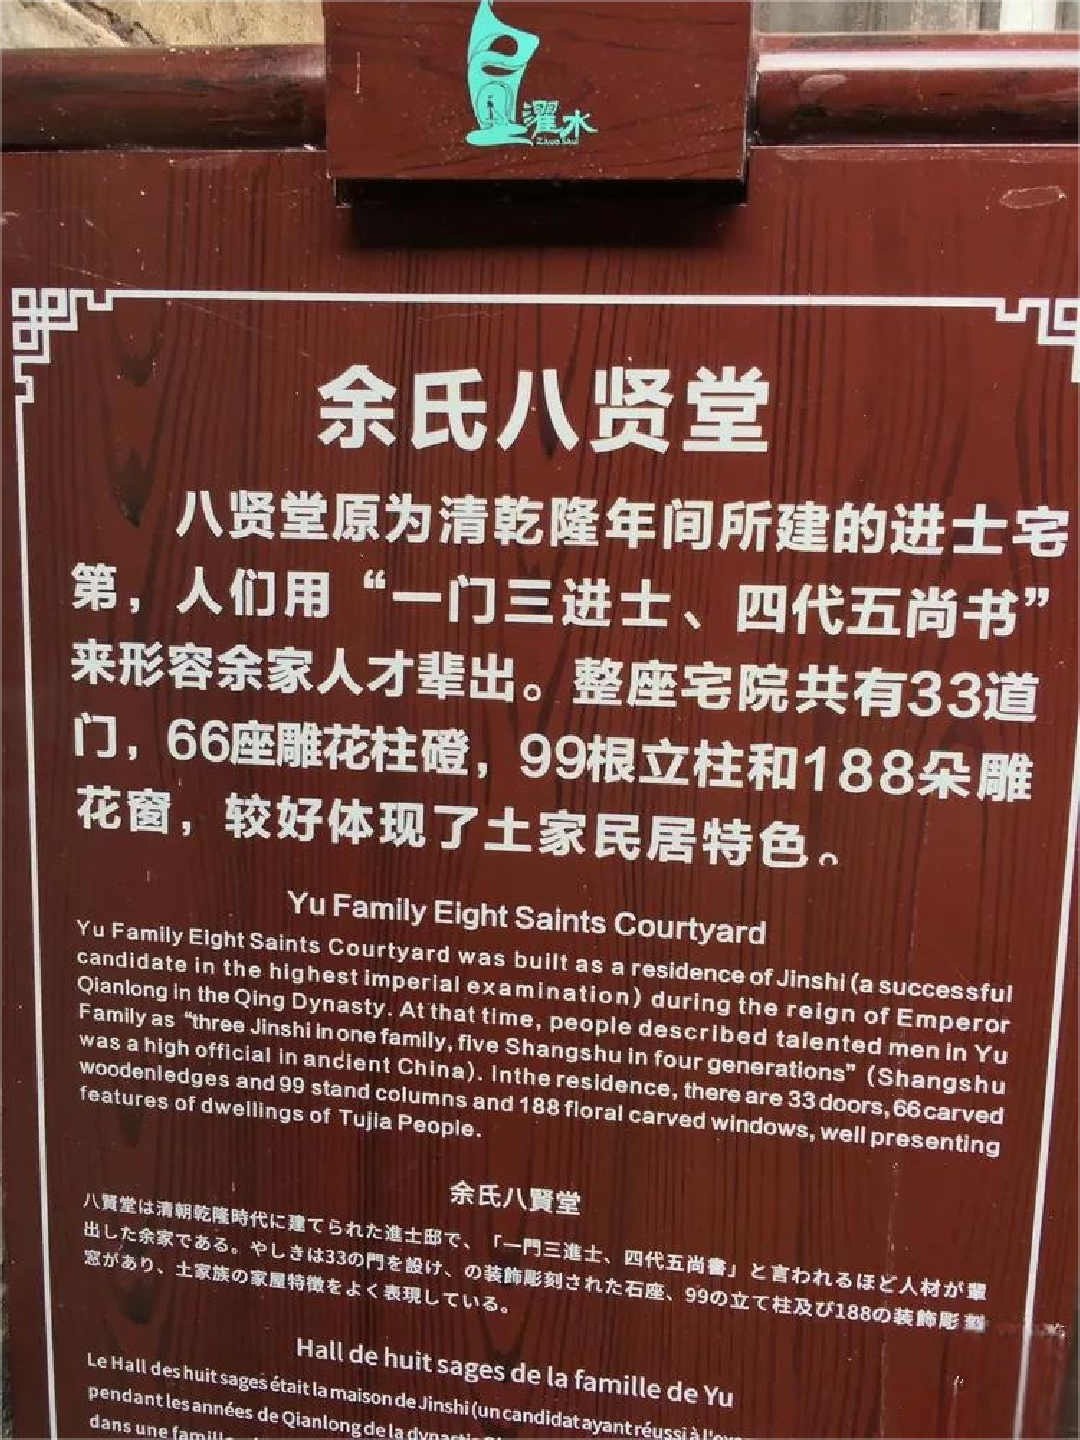 濯水
ZHUO SHUI
余氏八贤堂
八贤堂原为清乾隆年间所建的进士宅
第，人们用“一门三进士、四代五尚书”
来形容余家人才辈出。整座宅院共有33道
门，66座雕花柱磴，99根立柱和188朵雕
花窗，较好体现了土家民居特色。
Yu Family Eight Saints Courtyard
Yu Family Eight Saints Courtyard was built as a residence of Jinshi (a successful
candidate in the highest imperial examination) during the reign of Emperor
Qianlong in the Qing Dynasty. At that time, people described talented men in Yu
Family as “three Jinshi in one family, five Shangshu in four generations” (Shangshu
was a high official in ancient China). Inthe residence, there are 33 doors, 66 carved
woodenledges and 99 stand columns and 188 floral carved windows, well presenting
features of dwellings of Tujia People.
余氏八賢堂
八賢堂は清朝乾隆時代に建てられた進士邸で、「一門三進士、四代五尚書」と言われるほど人材が輩
出した余家である。やしきは33の門を設け、の装飾彫刻された石座、99の立て柱及び188の装飾彫
窓があり、土家族の家屋特徴をよく表現している。
Hall de huit sages de la famille de Yu
Le Hall des huit sages était la maison de Jinshi (un candidat ayant réussi à
pendant les années de Qianlong de la dynastie
dans une famille